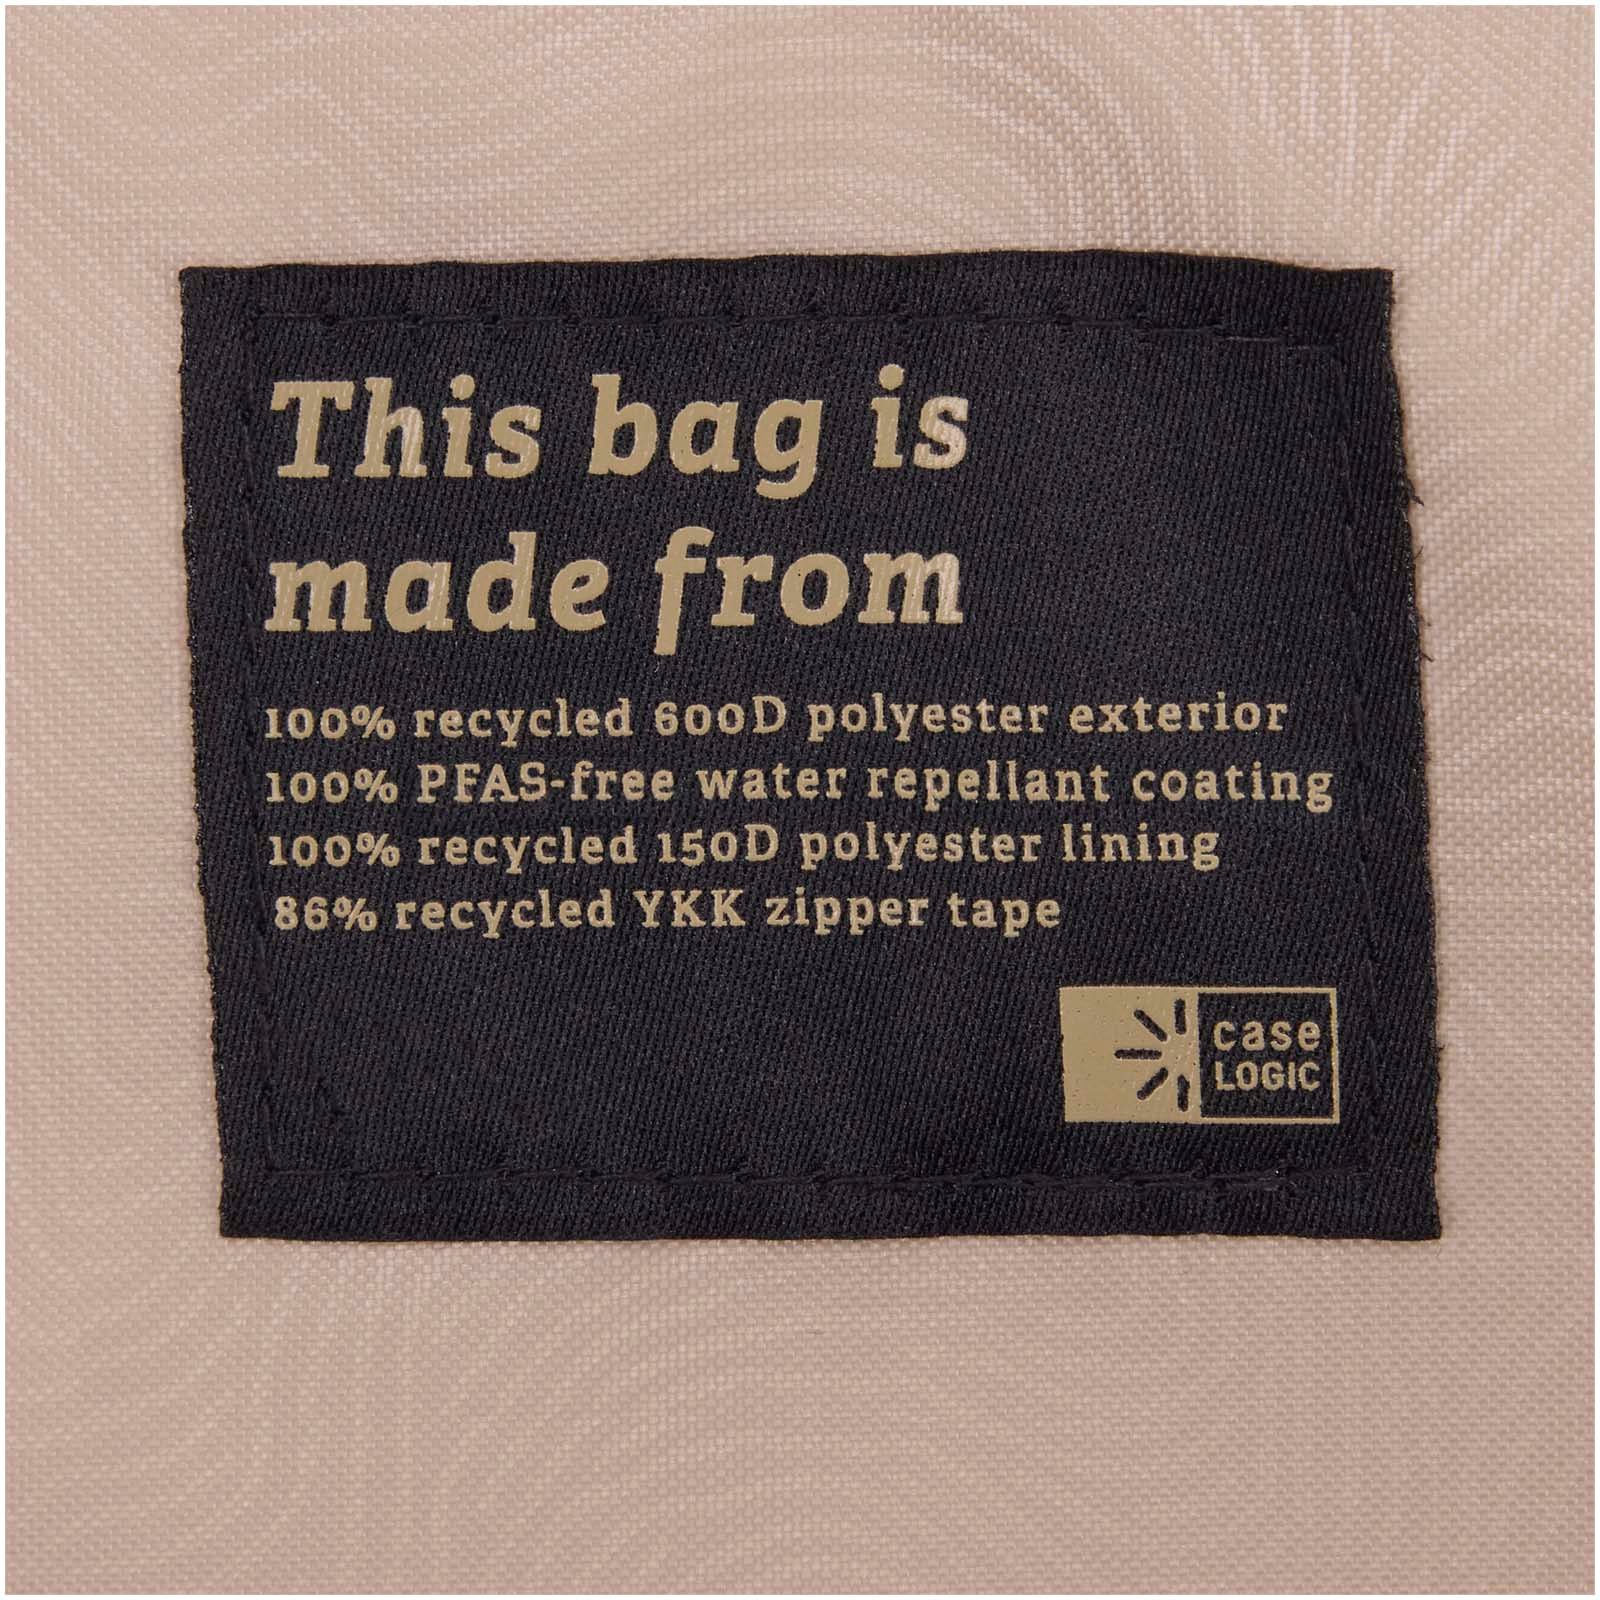 This bag is
made from
100% recycled 600D polyester exterior
100% PFAS-free water repellant coating
100% recycled 150D polyester lining
86% recycled YKK zipper tape
case
LOGIC